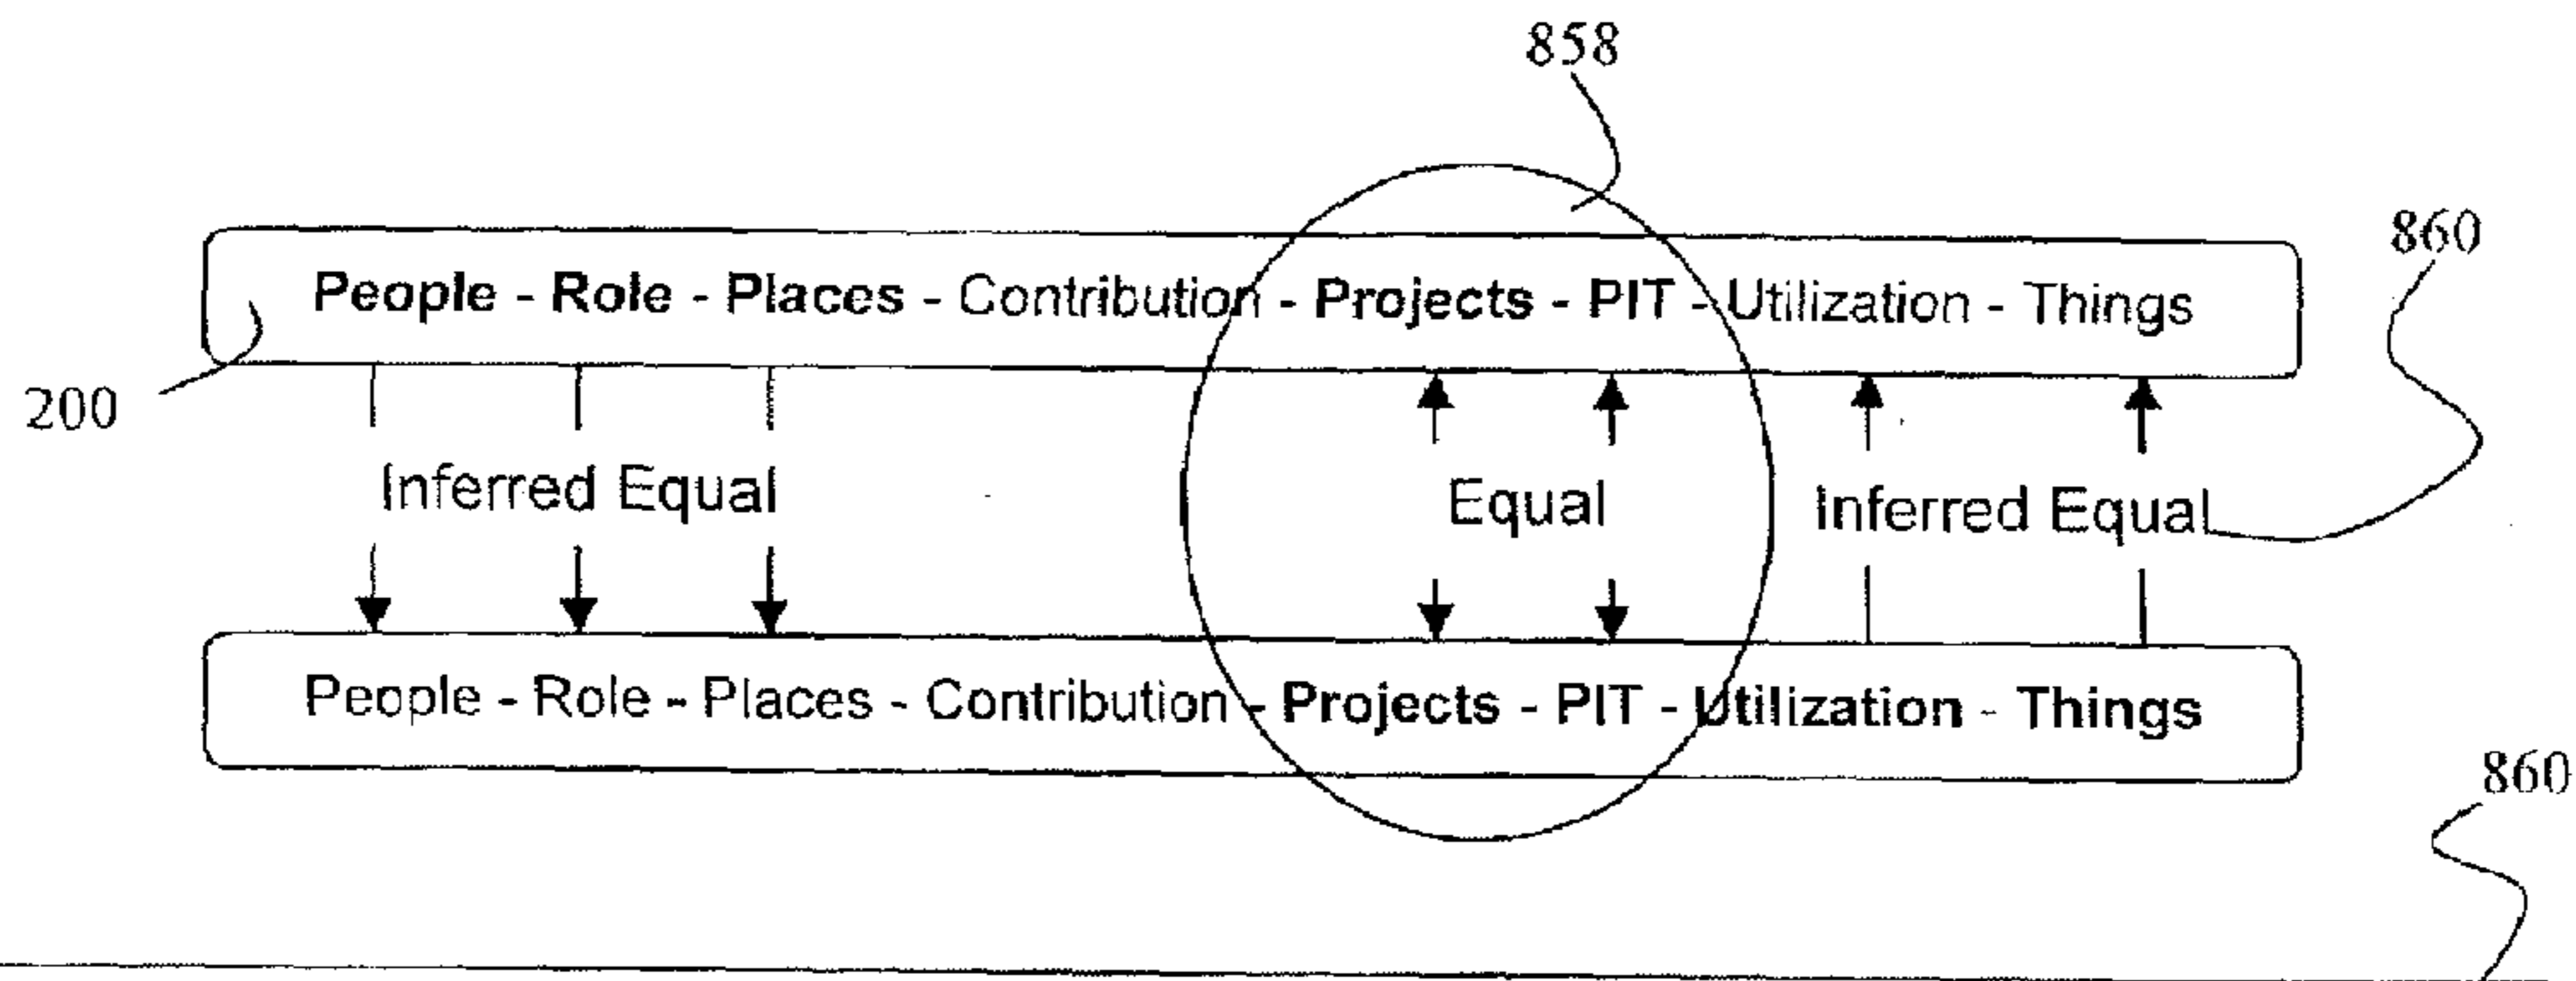 858
860
People - Role - Places - Contribution - Projects - PIT - Utilization - Things
200
Inferred Equal Equal Inferred Equal
People - Role - Places - Contribution - Projects - PIT - Utilization - Things
860